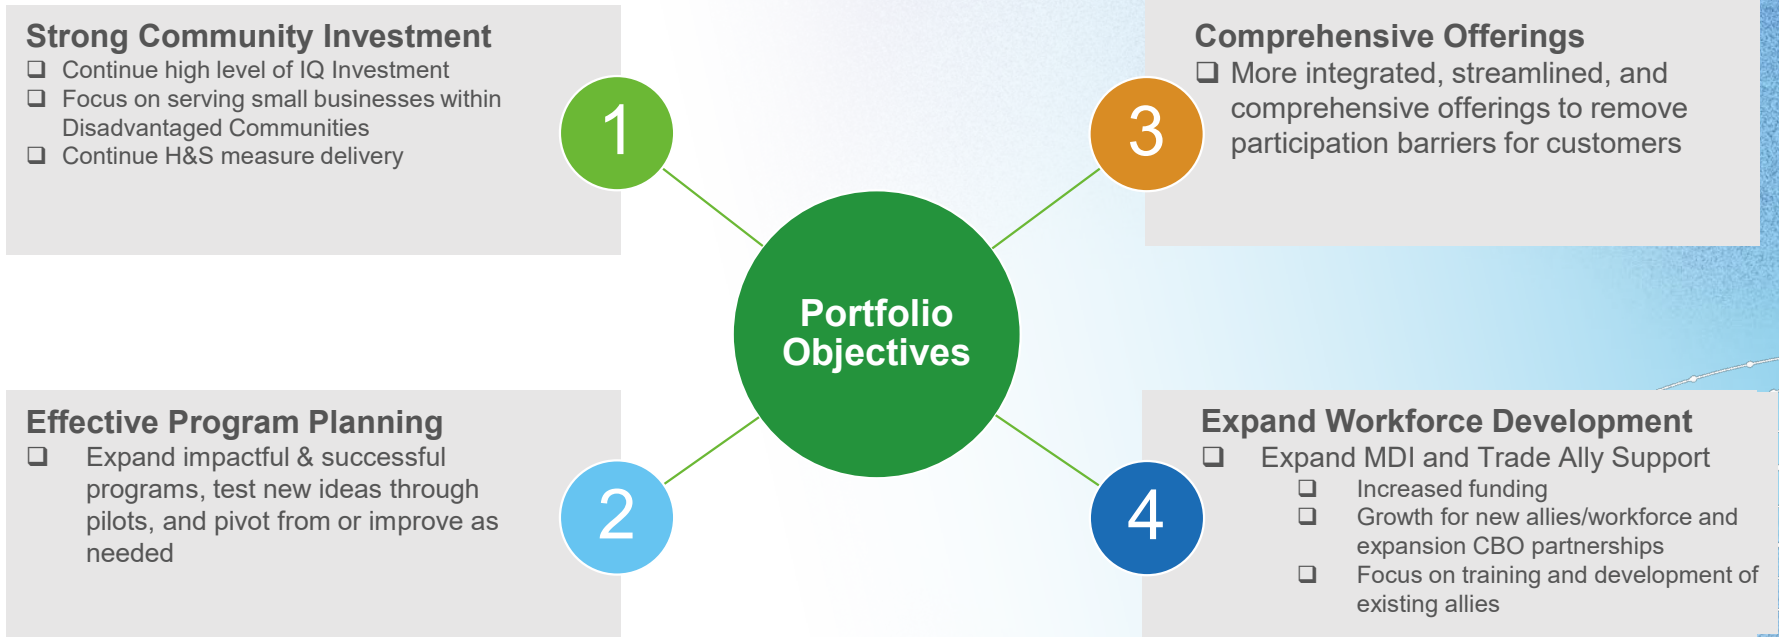 Strong Community Investment
❑ Continue high level of IQ Investment
❑ Focus on serving small businesses within
Disadvantaged Communities
❑ Continue H&S measure delivery
1
Effective Program Planning
❑ Expand impactful & successful
programs, test new ideas through
pilots, and pivot from or improve as
needed
2
Portfolio
Objectives
Comprehensive Offerings
❑ More integrated, streamlined, and
comprehensive offerings to remove
participation barriers for customers
3
Expand Workforce Development
❑ Expand MDI and Trade Ally Support
❑ Increased funding
❑ Growth for new allies/workforce and
expansion CBO partnerships
❑ Focus on training and development of
existing allies
4